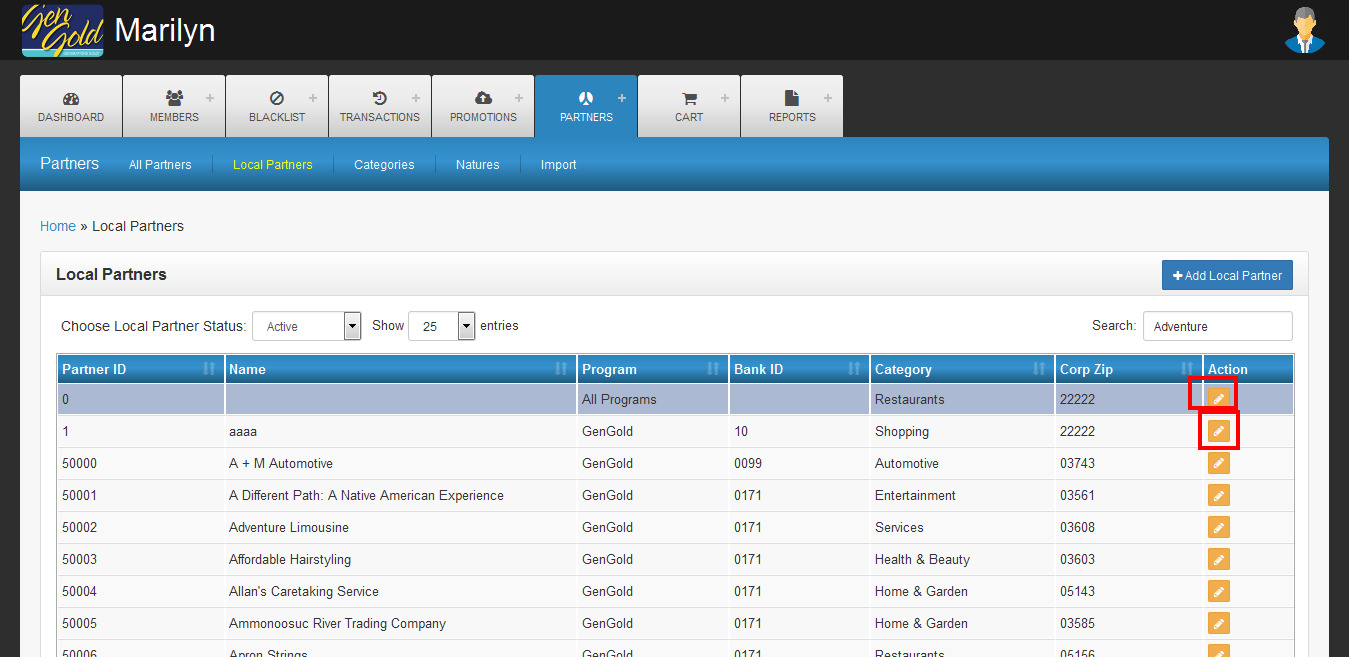 Gen Gold Marilyn
DASHBOARD MEMBERS BLACKLIST TRANSACTIONS PROMOTIONS PARTNERS CART REPORTS
Partners All Partners Local Partners Categories Natures Import
Home » Local Partners
Local Partners + Add Local Partner
Choose Local Partner Status: Active Show 25 entries Search: Adventure
Partner ID Name Program Bank ID Category Corp Zip Action
0 All Programs Restaurants 22222
1 aaaa GenGold 10 Shopping 22222
50000 A + M Automotive GenGold 0099 Automotive 03743
50001 A Different Path: A Native American Experience GenGold 0171 Entertainment 03561
50002 Adventure Limousine GenGold 0171 Services 03608
50003 Affordable Hairstyling GenGold 0171 Health & Beauty 03603
50004 Allan's Caretaking Service GenGold 0171 Home & Garden 05143
50005 Ammonoosuc River Trading Company GenGold 0171 Home & Garden 03585
50006 Apron Strings GenGold 0171 Restaurants 05156